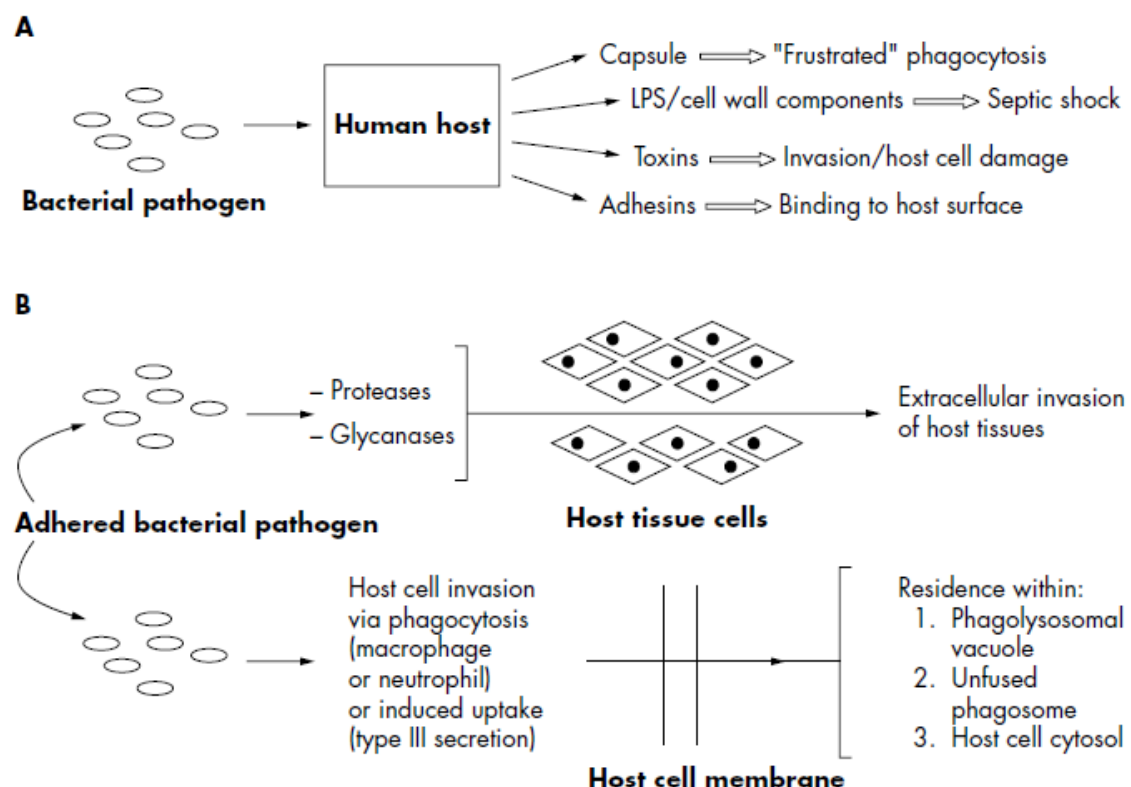 A
Capsule "Frustrated" phagocytosis
LPS/cell wall components Septic shock
Human host
Toxins Invasion/host cell damage
Bacterial pathogen
Adhesins Binding to host surface
B
– Proteases
– Glycanases
Extracellular invasion
of host tissues
Adhered bacterial pathogen
Host tissue cells
Host cell invasion
via phagocytosis
(macrophage
or neutrophil)
or induced uptake
(type III secretion)
Host cell membrane
Residence within:
1. Phagolysosomal
vacuole
2. Unfused
phagosome
3. Host cell cytosol